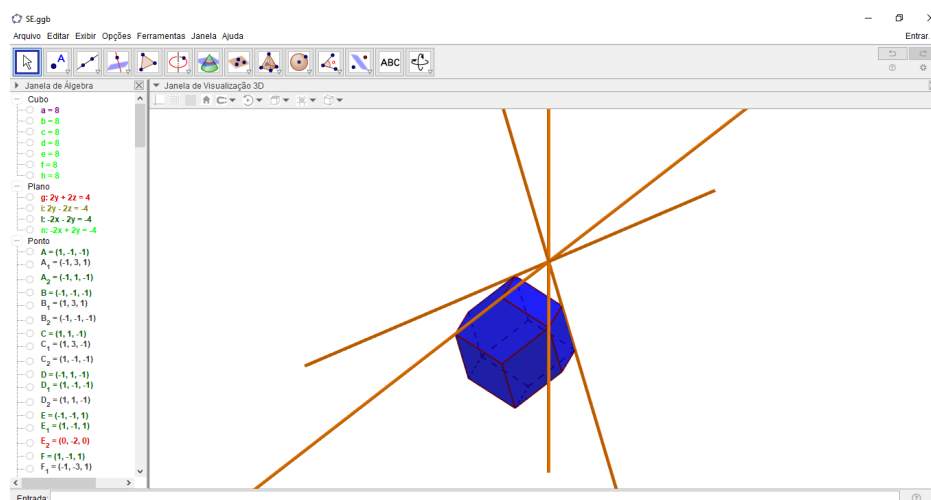 SE.ggb
Arquivo Editar Exibir Opções Ferramentas Janela Ajuda
Entrar.
A
ABC
Janela de Álgebra
Janela de Visualização 3D
Cubo
a = 8
b = 8
c = 8
d = 8
e = 8
f = 8
h = 8
Plano
g: 2y + 2z = 4
i: 2y - 2z = -4
l: -2x - 2y = -4
n: -2x + 2y = -4
Ponto
A = (1, -1, -1)
A₁ = (-1, 3, 1)
A₂ = (-1, 1, -1)
B = (-1, -1, -1)
B₁ = (1, 3, 1)
B₂ = (-1, -1, -1)
C = (1, 1, -1)
C₁ = (1, 3, -1)
C₂ = (1, -1, -1)
D = (-1, 1, -1)
D₁ = (1, -1, -1)
D₂ = (1, 1, -1)
E = (-1, -1, 1)
E₁ = (1, -1, 1)
E₂ = (0, -2, 0)
F = (1, -1, 1)
F₁ = (-1, -3, 1)
Entrada: